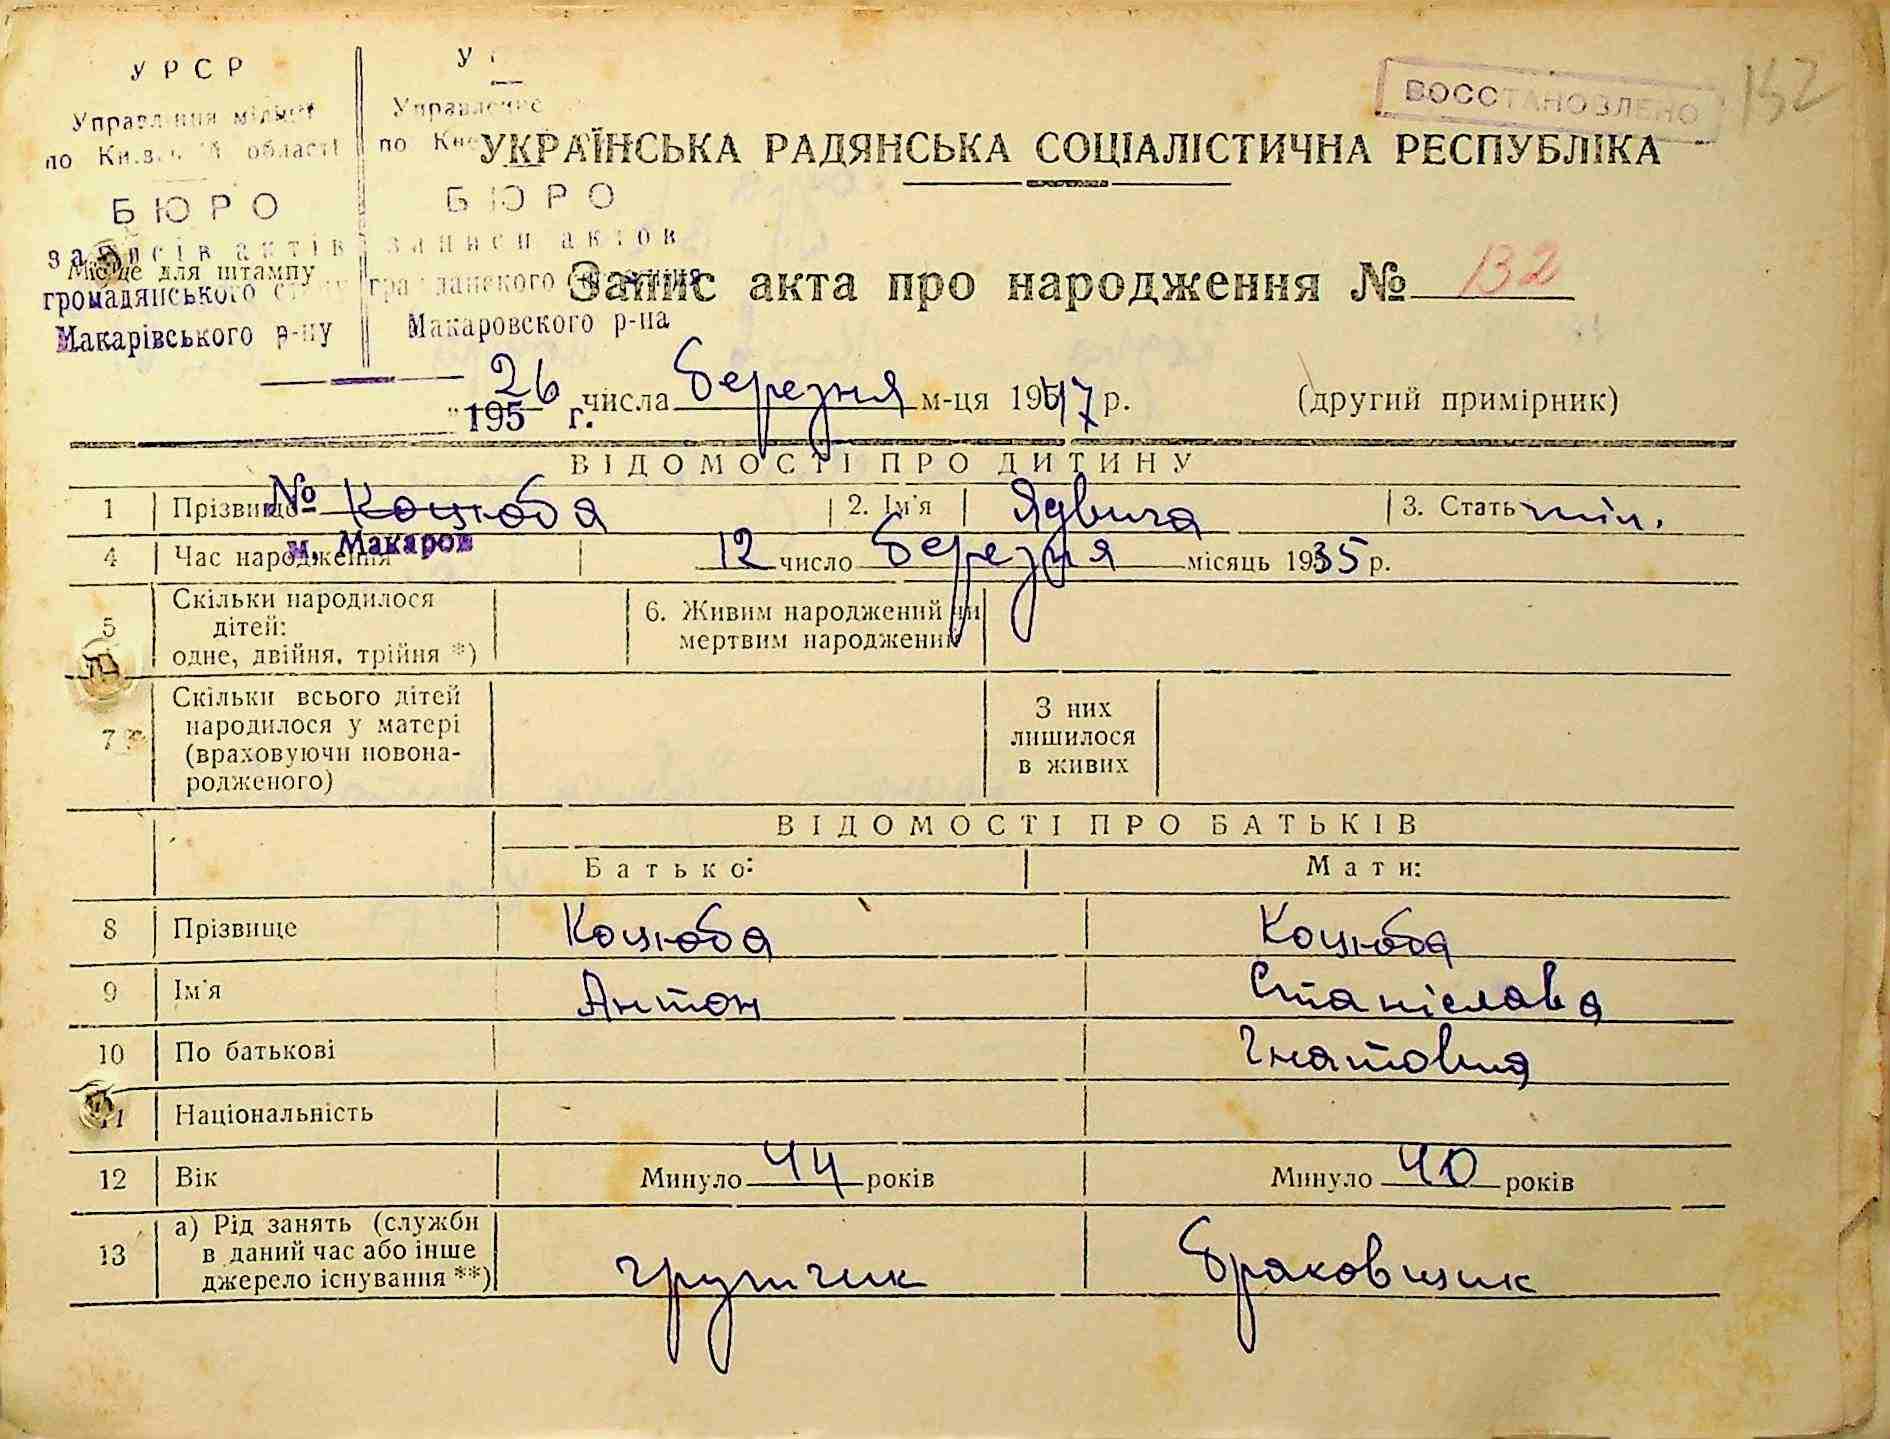 УРСР
Управління міліції
по Київській області
БЮРО
записів актів
громадянського стану
Макарівського р-ну
Управление
по
БЮРО
записи актов
гражданского
Макаровского р-на
Місце для штампу
195 г.
№
м. Макаров
ВОССТАНОВЛЕНО
152
УКРАЇНСЬКА РАДЯНСЬКА СОЦІАЛІСТИЧНА РЕСПУБЛІКА
Запис акта про народження № 132
26 числа березня м-ця 1947 р. (другий примірник)
ВІДОМОСТІ ПРО ДИТИНУ
1 Прізвище Коцюба 2. Ім'я Ядвига 3. Стать
4 Час народження 12 число березня місяць 1935 р.
5 Скільки народилося дітей: одне, двійня, трійня *) 6. Живим народжений чи мертвим народжений
7 Скільки всього дітей народилося у матері (враховуючи новона-родженого) З них лишилося в живих
ВІДОМОСТІ ПРО БАТЬКІВ
Батько: Мати:
8 Прізвище Коцюба Коцюба
9 Ім'я Антон Станіслава
10 По батькові Гнатовна
11 Національність
12 Вік Минуло 44 років Минуло 40 років
13 а) Рід занять (служби в даний час або інше джерело існування **) грузчик браковщик